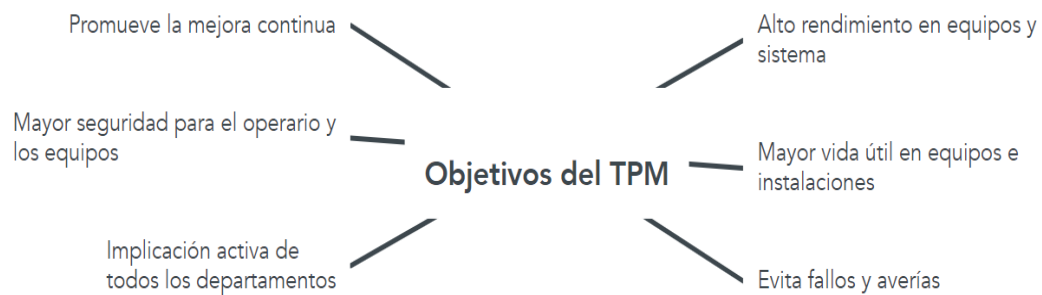 Promueve la mejora continua
Mayor seguridad para el operario y
los equipos
Implicación activa de
todos los departamentos
Objetivos del TPM
Alto rendimiento en equipos y
sistema
Mayor vida útil en equipos e
instalaciones
Evita fallos y averías